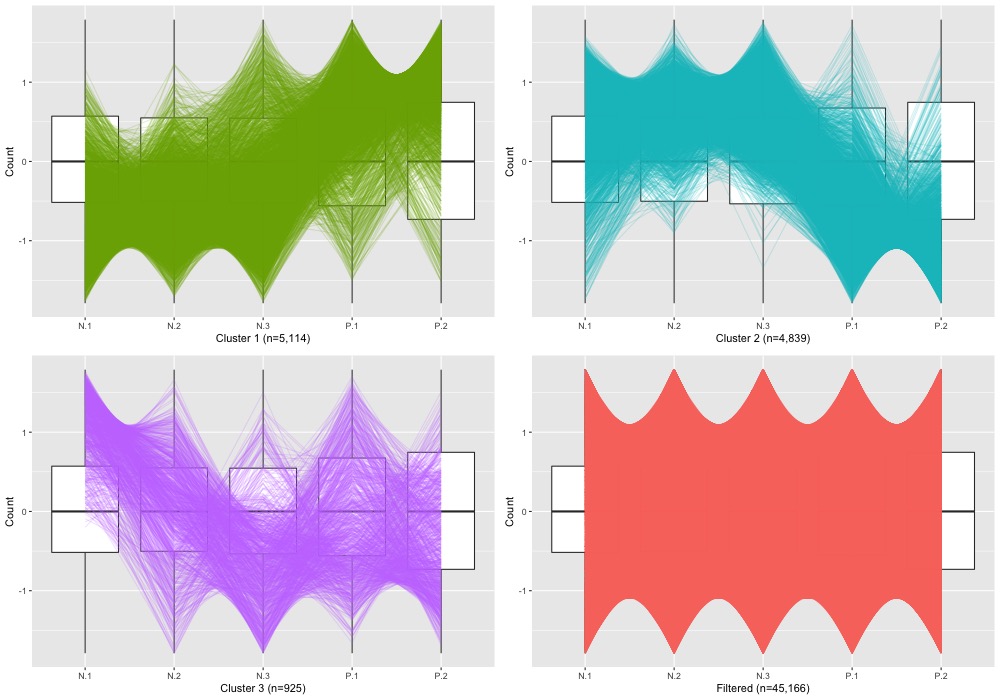 Count
1
0
-1
N.1 N.2 N.3 P.1 P.2
Cluster 1 (n=5,114)
Count
1
0
-1
N.1 N.2 N.3 P.1 P.2
Cluster 2 (n=4,839)
Count
1
0
-1
N.1 N.2 N.3 P.1 P.2
Cluster 3 (n=925)
Count
1
0
-1
N.1 N.2 N.3 P.1 P.2
Filtered (n=45,166)